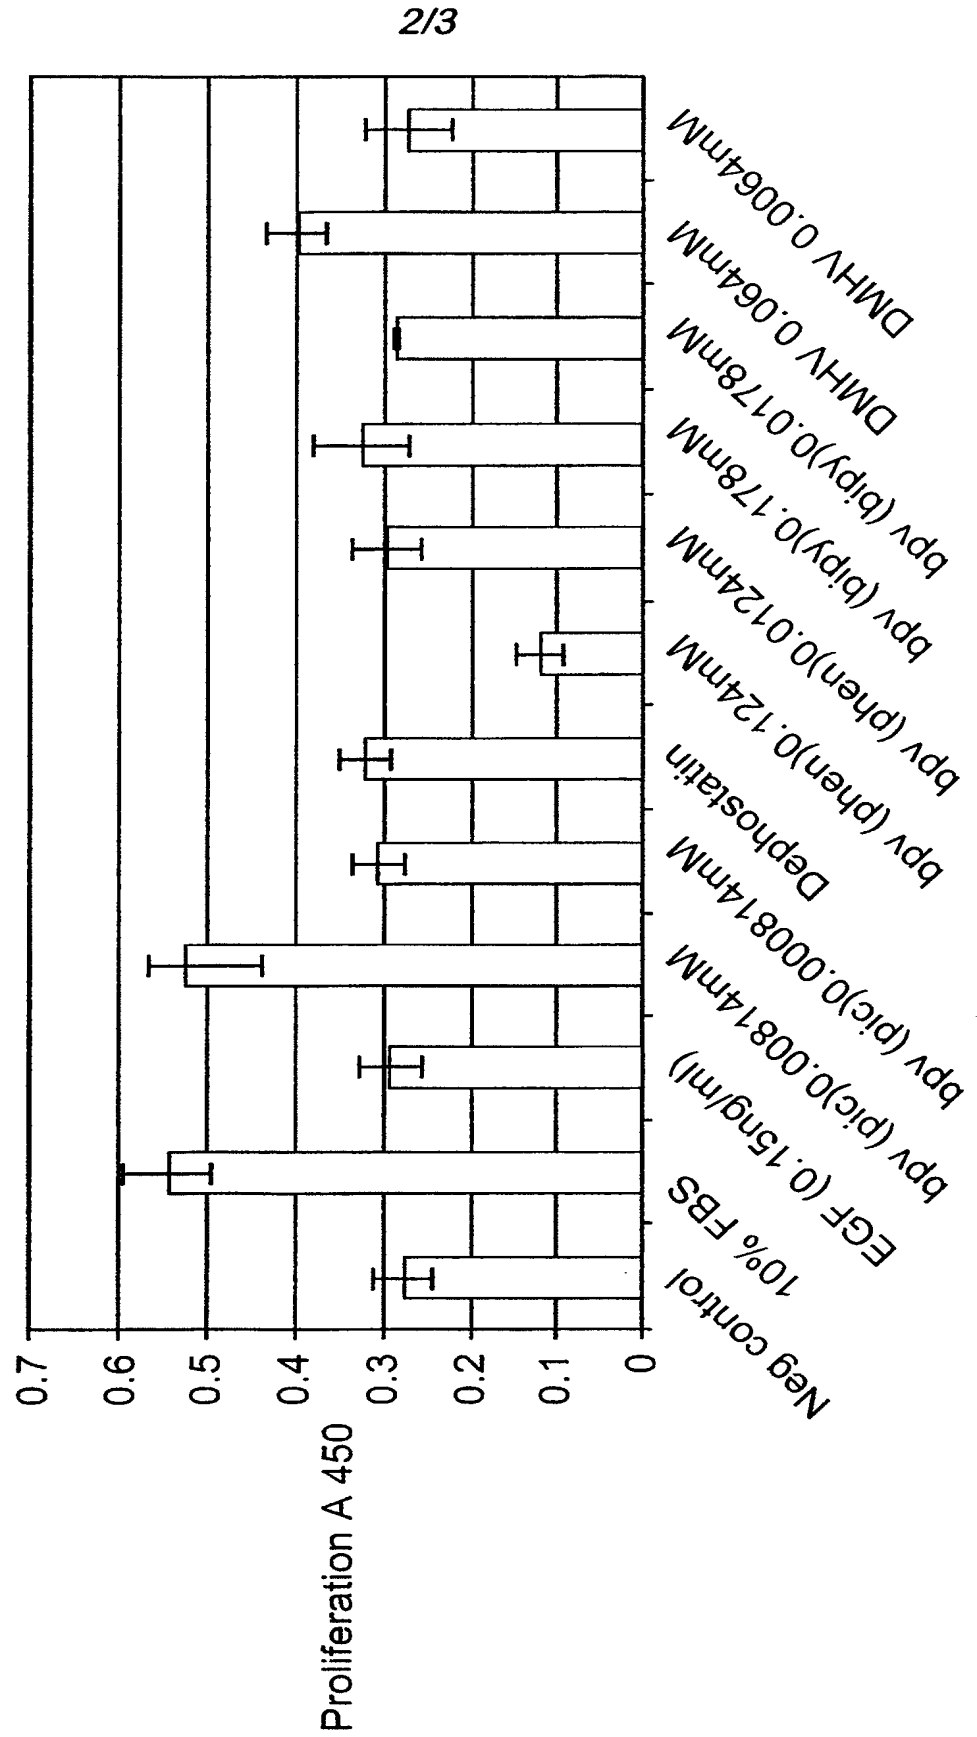 2/3
Proliferation A 450
0.7
0.6
0.5
0.4
0.3
0.2
0.1
0
Neg control
10% FBS
EGF (0.15ng/ml)
bpv (pic)0.00814mM
bpv (pic)0.000814mM
Dephostatin
bpv (phen)0.124mM
bpv (phen)0.0124mM
bpv (bipy)0.178mM
bpv (bipy)0.0178mM
DMHV 0.064mM
DMHV 0.0064mM